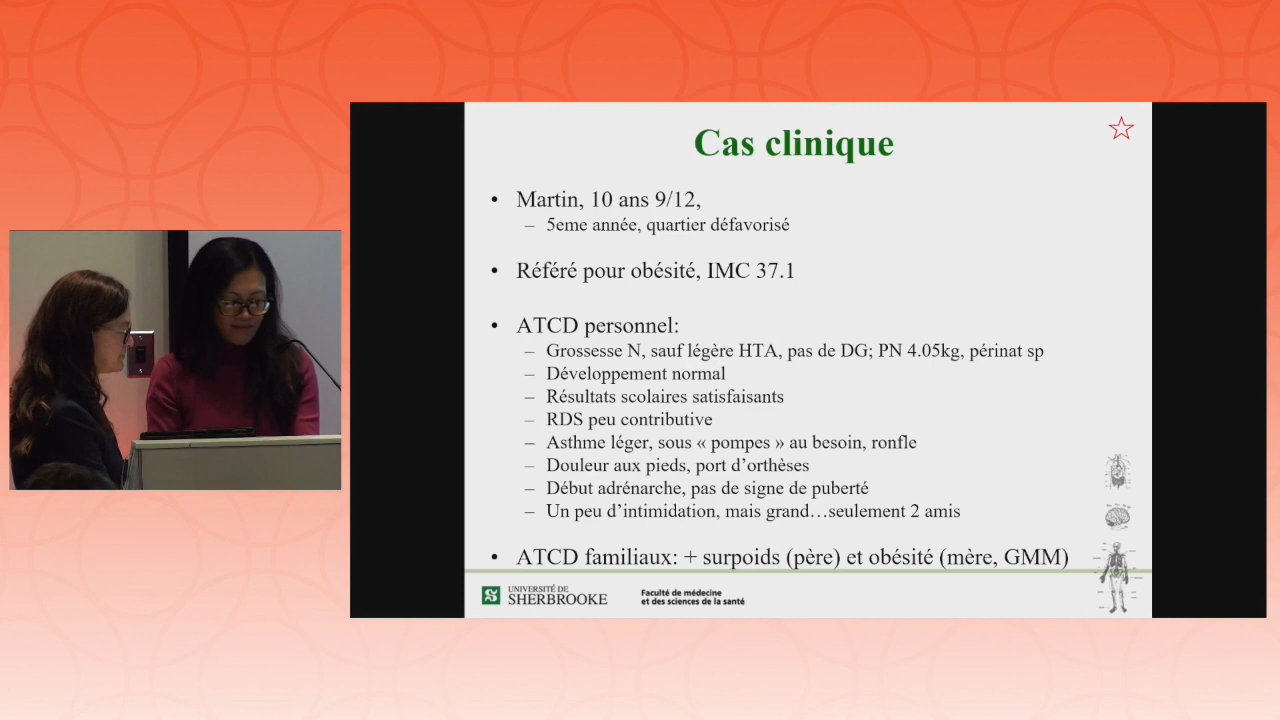 Cas clinique
• Martin, 10 ans 9/12,
– 5eme année, quartier défavorisé
• Référé pour obésité, IMC 37.1
• ATCD personnel:
– Grossesse N, sauf légère HTA, pas de DG; PN 4.05kg, périnat sp
– Développement normal
– Résultats scolaires satisfaisants
– RDS peu contributive
– Asthme léger, sous « pompes » au besoin, ronfle
– Douleur aux pieds, port d’orthèses
– Début adrénarche, pas de signe de puberté
– Un peu d’intimidation, mais grand…seulement 2 amis
• ATCD familiaux: + surpoids (père) et obésité (mère, GMM)
UNIVERSITÉ DE
SHERBROOKE
Faculté de médecine
et des sciences de la santé